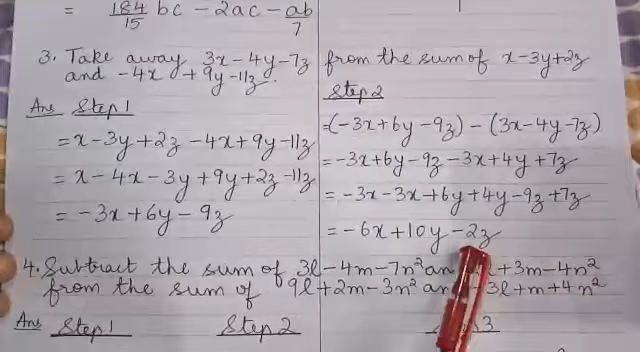 = 184/15 bc - 2ac - ab/7
3. Take away 3x-4y-7z from the sum of x-3y+2z
and -4x+9y-11z.
Ans Step 1
= x-3y+2z-4x+9y-11z
= x-4x-3y+9y+2z-11z
= -3x+6y-9z
Step 2
=(-3x+6y-9z)-(3x-4y-7z)
= -3x+6y-9z-3x+4y+7z
= -3x-3x+6y+4y-9z+7z
= -6x+10y-2z
4. Subtract the sum of 3l-4m-7n² +3m-4n²
from the sum of 9l+2m-3n² 3l+m+4n²
Ans Step 1 Step 2 3